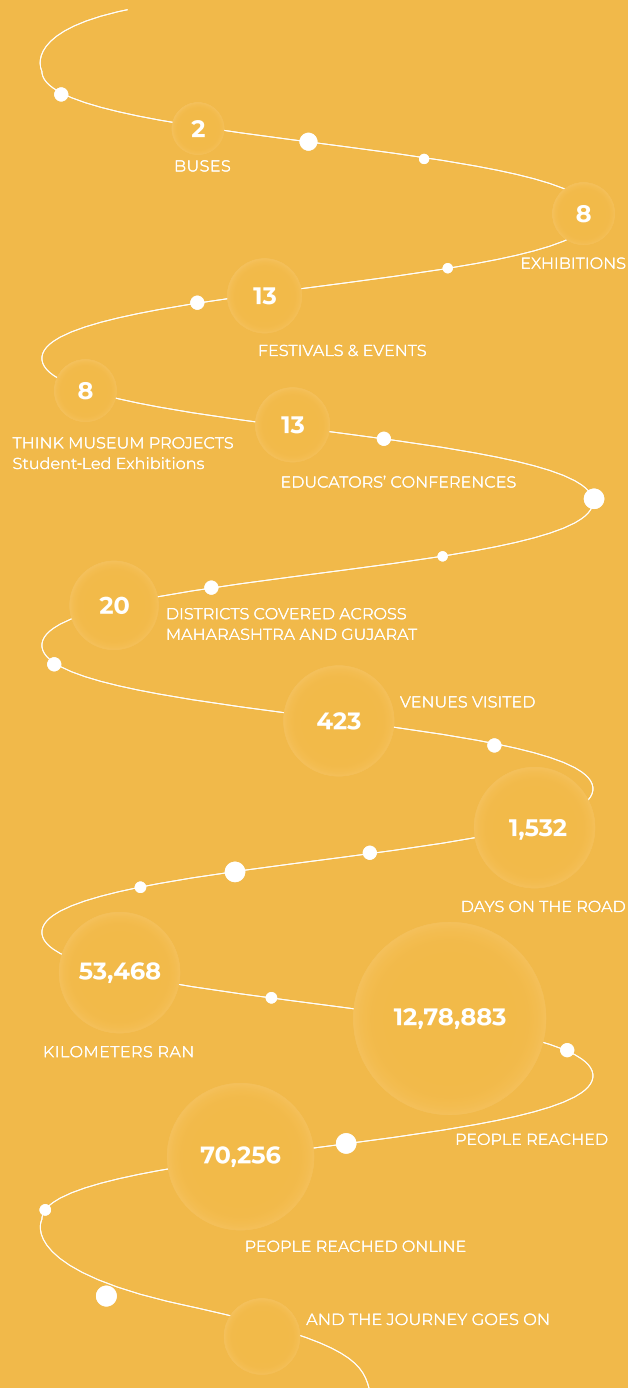 2
BUSES
8
EXHIBITIONS
13
FESTIVALS & EVENTS
8
THINK MUSEUM PROJECTS
Student-Led Exhibitions
13
EDUCATORS’ CONFERENCES
20
DISTRICTS COVERED ACROSS
MAHARASHTRA AND GUJARAT
423
VENUES VISITED
1,532
DAYS ON THE ROAD
53,468
KILOMETERS RAN
12,78,883
PEOPLE REACHED
70,256
PEOPLE REACHED ONLINE
AND THE JOURNEY GOES ON